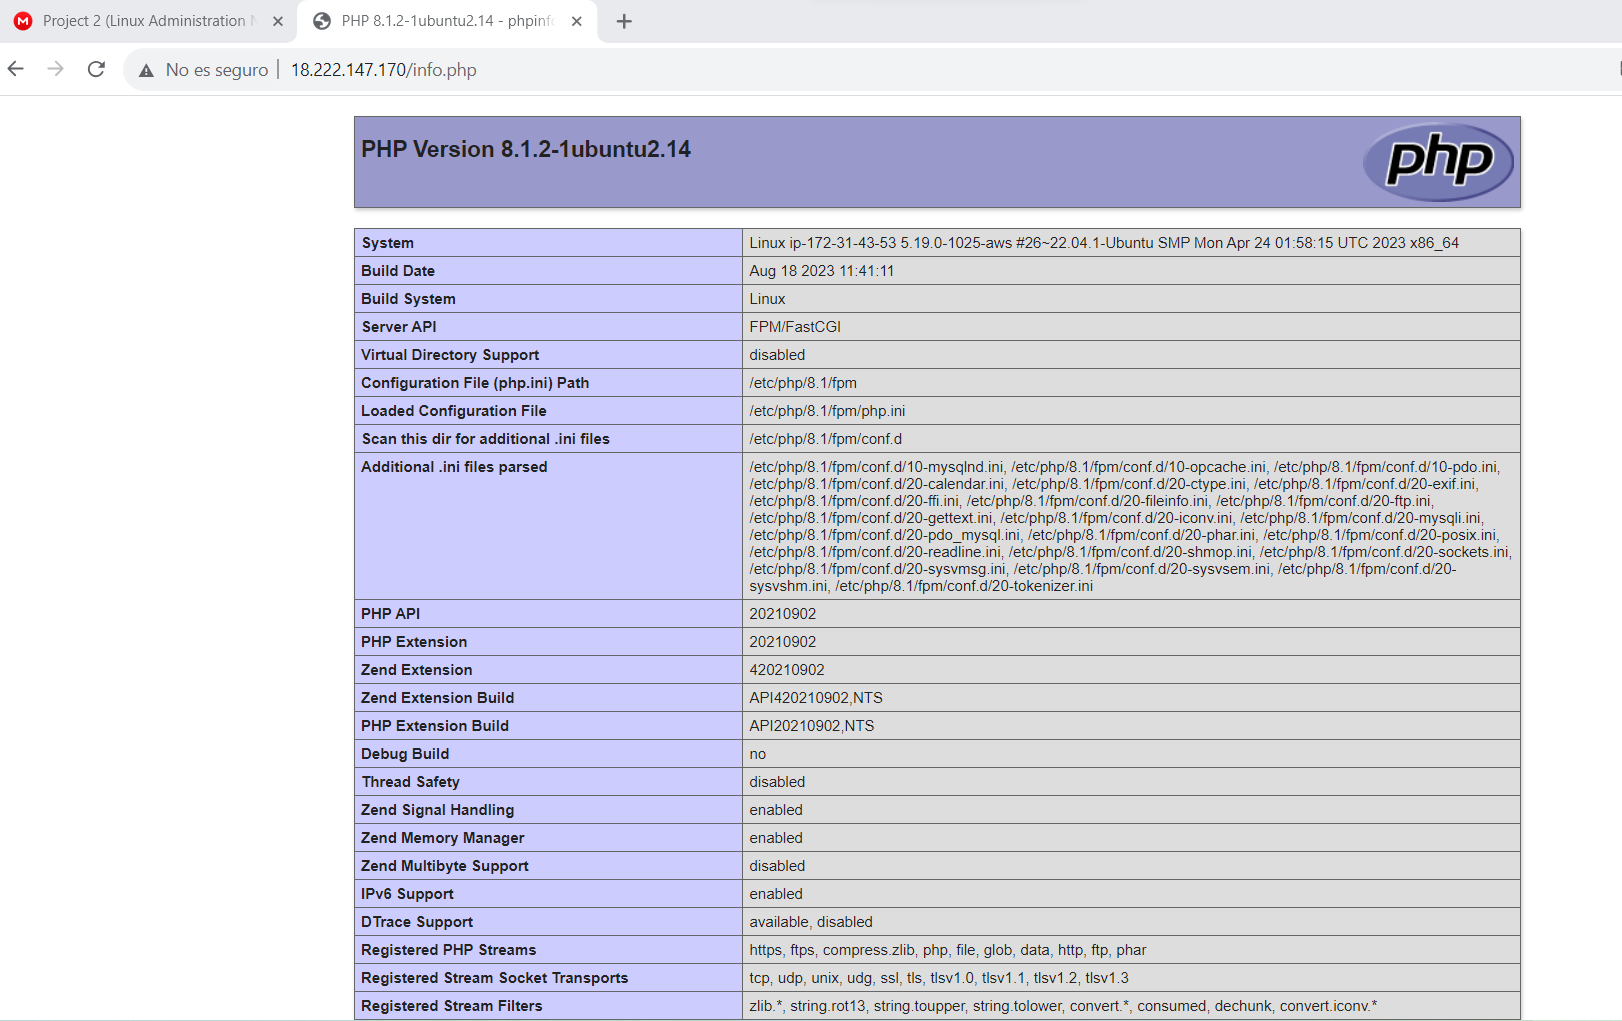 Project 2 (Linux Administration
PHP 8.1.2-1ubuntu2.14 - phpinfo
No es seguro | 18.222.147.170/info.php
PHP Version 8.1.2-1ubuntu2.14
php
System Linux ip-172-31-43-53 5.19.0-1025-aws #26~22.04.1-Ubuntu SMP Mon Apr 24 01:58:15 UTC 2023 x86_64
Build Date Aug 18 2023 11:41:11
Build System Linux
Server API FPM/FastCGI
Virtual Directory Support disabled
Configuration File (php.ini) Path /etc/php/8.1/fpm
Loaded Configuration File /etc/php/8.1/fpm/php.ini
Scan this dir for additional .ini files /etc/php/8.1/fpm/conf.d
Additional .ini files parsed /etc/php/8.1/fpm/conf.d/10-mysqlnd.ini, /etc/php/8.1/fpm/conf.d/10-opcache.ini, /etc/php/8.1/fpm/conf.d/10-pdo.ini,
/etc/php/8.1/fpm/conf.d/20-calendar.ini, /etc/php/8.1/fpm/conf.d/20-ctype.ini, /etc/php/8.1/fpm/conf.d/20-exif.ini,
/etc/php/8.1/fpm/conf.d/20-ffi.ini, /etc/php/8.1/fpm/conf.d/20-fileinfo.ini, /etc/php/8.1/fpm/conf.d/20-ftp.ini,
/etc/php/8.1/fpm/conf.d/20-gettext.ini, /etc/php/8.1/fpm/conf.d/20-iconv.ini, /etc/php/8.1/fpm/conf.d/20-mysqli.ini,
/etc/php/8.1/fpm/conf.d/20-pdo_mysql.ini, /etc/php/8.1/fpm/conf.d/20-phar.ini, /etc/php/8.1/fpm/conf.d/20-posix.ini,
/etc/php/8.1/fpm/conf.d/20-readline.ini, /etc/php/8.1/fpm/conf.d/20-shmop.ini, /etc/php/8.1/fpm/conf.d/20-sockets.ini,
/etc/php/8.1/fpm/conf.d/20-sysvmsg.ini, /etc/php/8.1/fpm/conf.d/20-sysvsem.ini, /etc/php/8.1/fpm/conf.d/20-
sysvshm.ini, /etc/php/8.1/fpm/conf.d/20-tokenizer.ini
PHP API 20210902
PHP Extension 20210902
Zend Extension 420210902
Zend Extension Build API420210902,NTS
PHP Extension Build API20210902,NTS
Debug Build no
Thread Safety disabled
Zend Signal Handling enabled
Zend Memory Manager enabled
Zend Multibyte Support disabled
IPv6 Support enabled
DTrace Support available, disabled
Registered PHP Streams https, ftps, compress.zlib, php, file, glob, data, http, ftp, phar
Registered Stream Socket Transports tcp, udp, unix, udg, ssl, tls, tlsv1.0, tlsv1.1, tlsv1.2, tlsv1.3
Registered Stream Filters zlib.*, string.rot13, string.toupper, string.tolower, convert.*, consumed, dechunk, convert.iconv.*